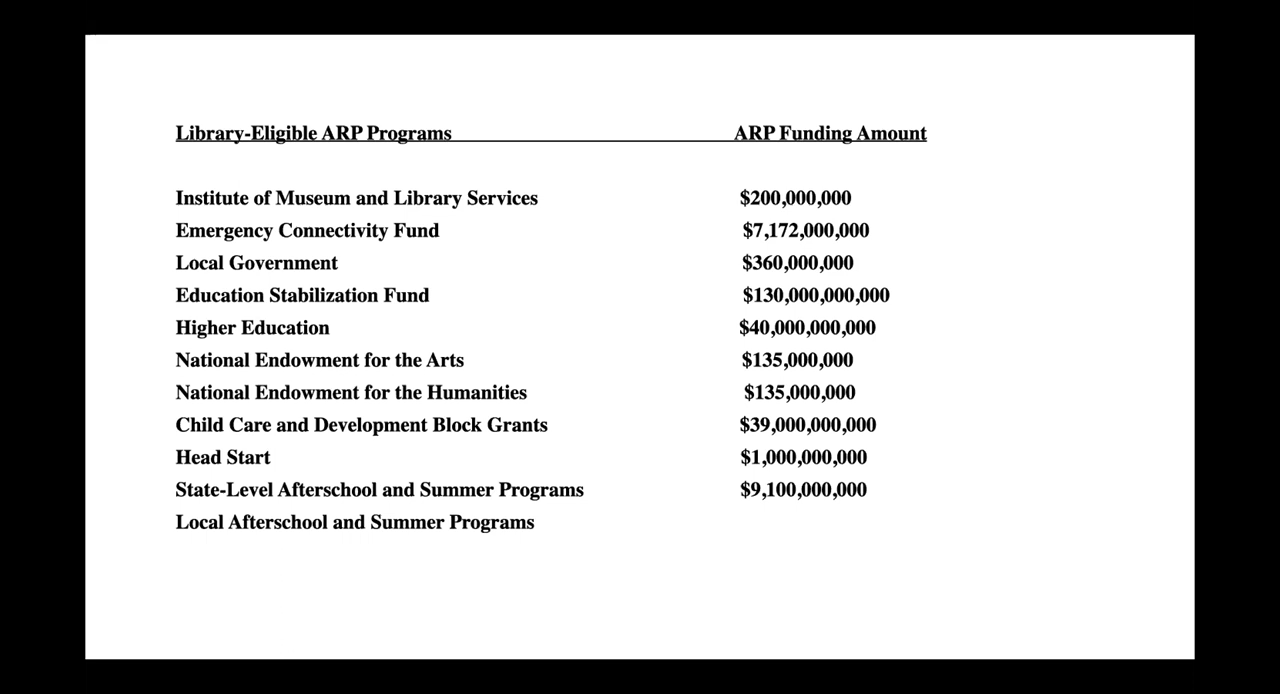 Library-Eligible ARP Programs ARP Funding Amount
Institute of Museum and Library Services $200,000,000
Emergency Connectivity Fund $7,172,000,000
Local Government $360,000,000
Education Stabilization Fund $130,000,000,000
Higher Education $40,000,000,000
National Endowment for the Arts $135,000,000
National Endowment for the Humanities $135,000,000
Child Care and Development Block Grants $39,000,000,000
Head Start $1,000,000,000
State-Level Afterschool and Summer Programs $9,100,000,000
Local Afterschool and Summer Programs